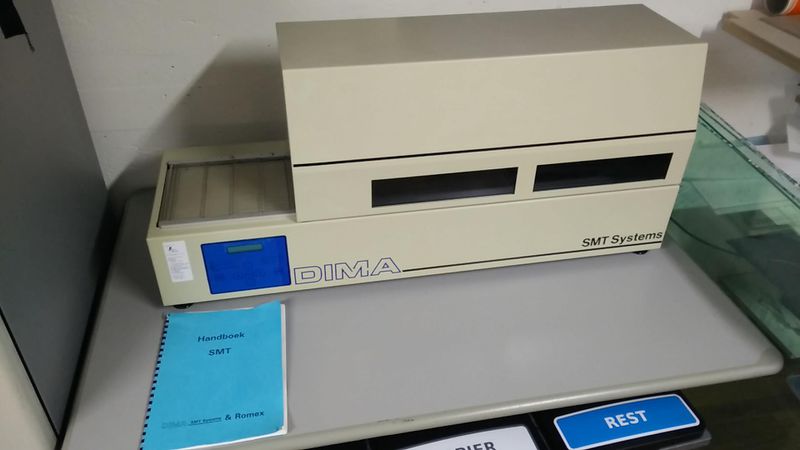 DIMA
SMT Systems
Handboek
SMT
DIMA SMT Systems & Romex
REST